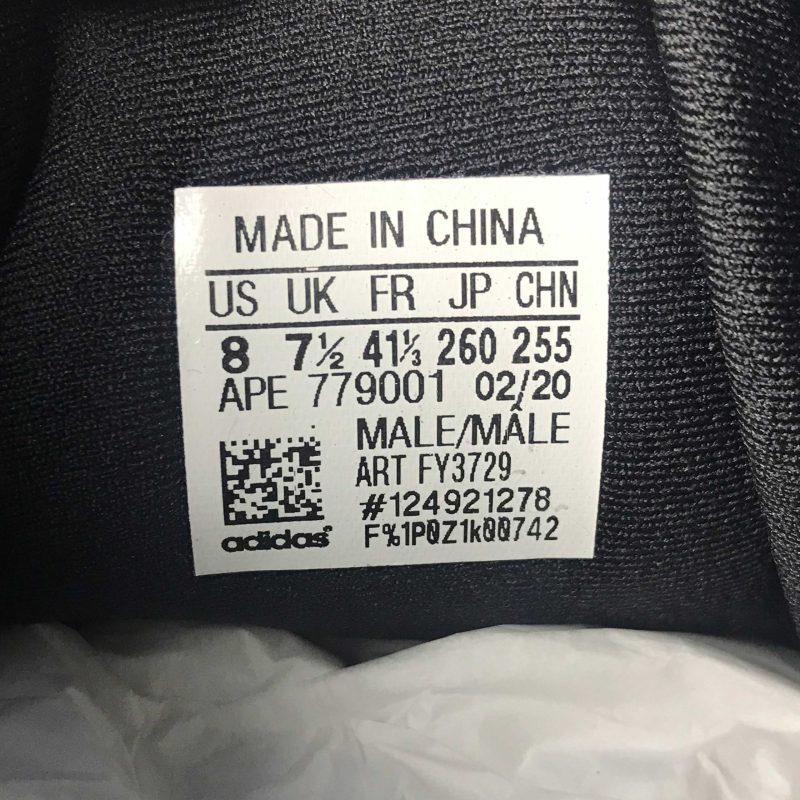 MADE IN CHINA
US UK FR JP CHN
8 7½ 41⅓ 260 255
APE 779001 02/20
MALE/MÂLE
ART FY3729
#124921278
adidas® F%1P0Z1k00742